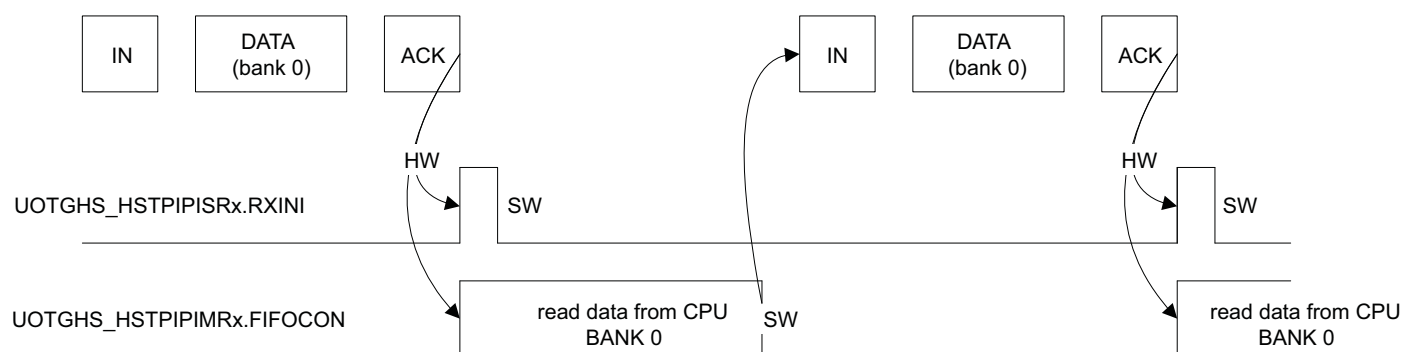 IN
DATA
(bank 0)
ACK
IN
DATA
(bank 0)
ACK
HW
HW
UOTGHS_HSTPIPISRx.RXINI
SW
SW
UOTGHS_HSTPIPIMRx.FIFOCON
read data from CPU
BANK 0
SW
read data from CPU
BANK 0